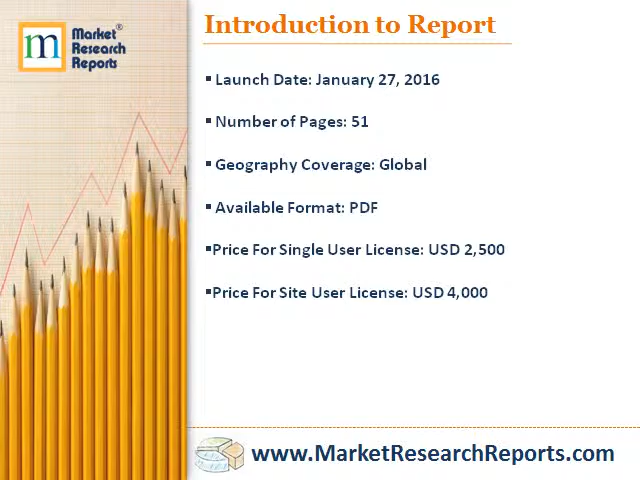 m
Market®
Research
Reports
Introduction to Report
▪ Launch Date: January 27, 2016
▪ Number of Pages: 51
▪ Geography Coverage: Global
▪ Available Format: PDF
▪Price For Single User License: USD 2,500
▪Price For Site User License: USD 4,000
www.MarketResearchReports.com